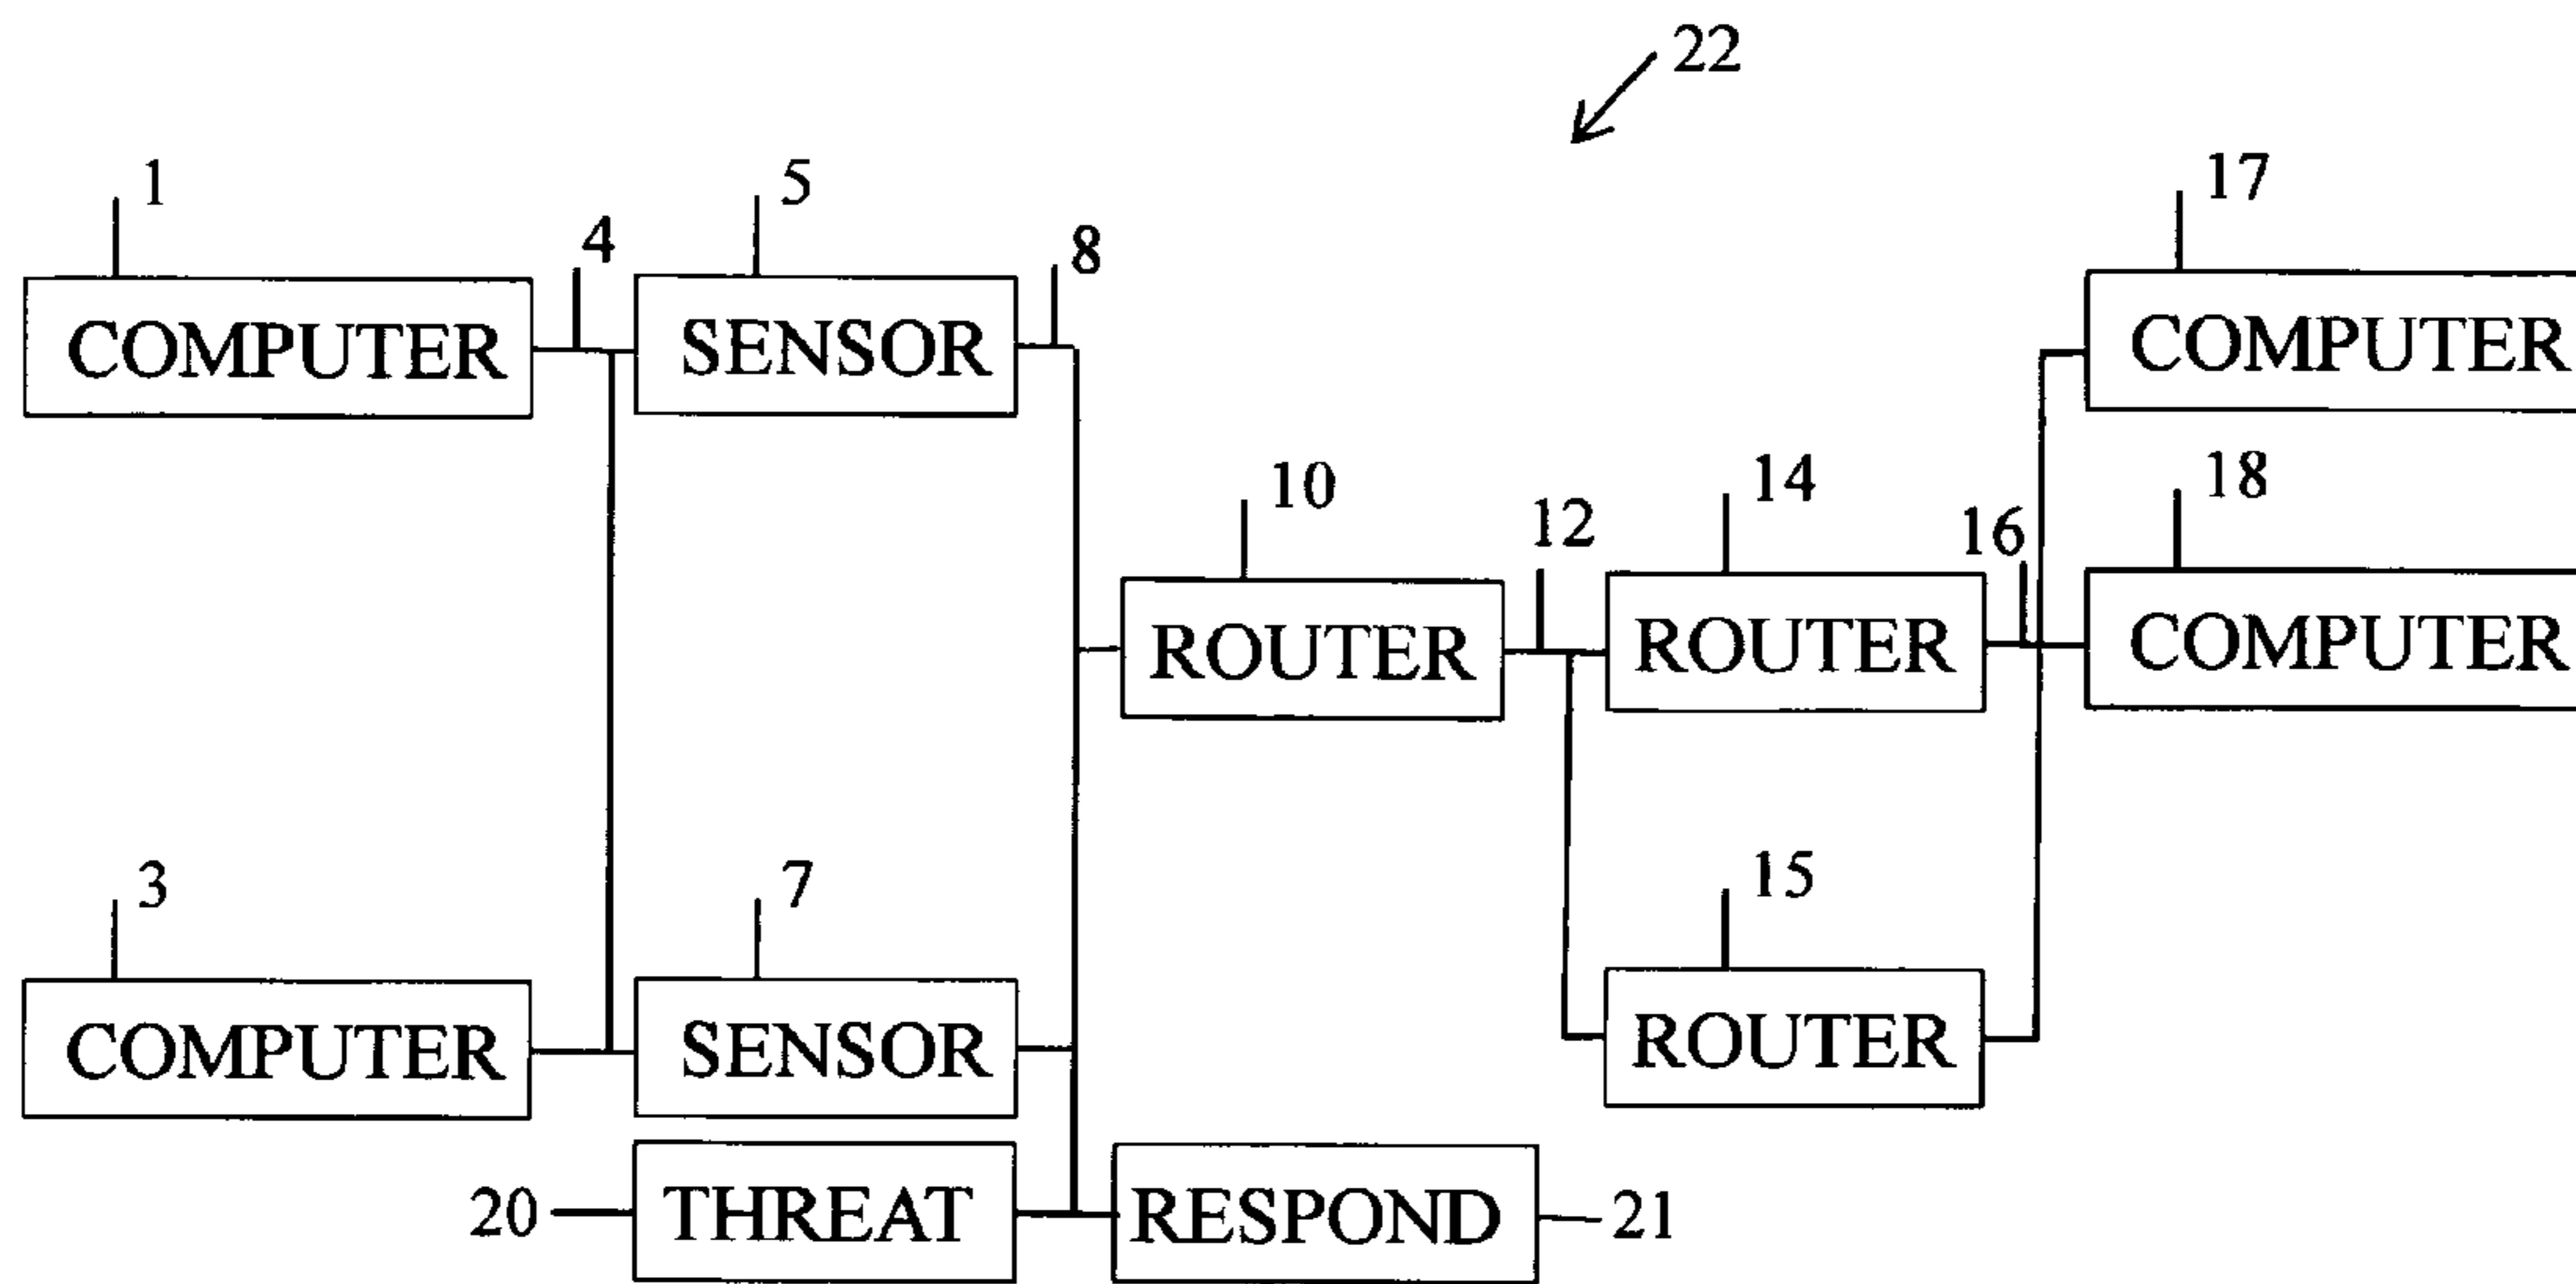 22
1
5
17
4
8
COMPUTER
SENSOR
COMPUTER
10
14
18
12
16
ROUTER
ROUTER
COMPUTER
3
7
15
COMPUTER
SENSOR
ROUTER
20
THREAT
RESPOND
21